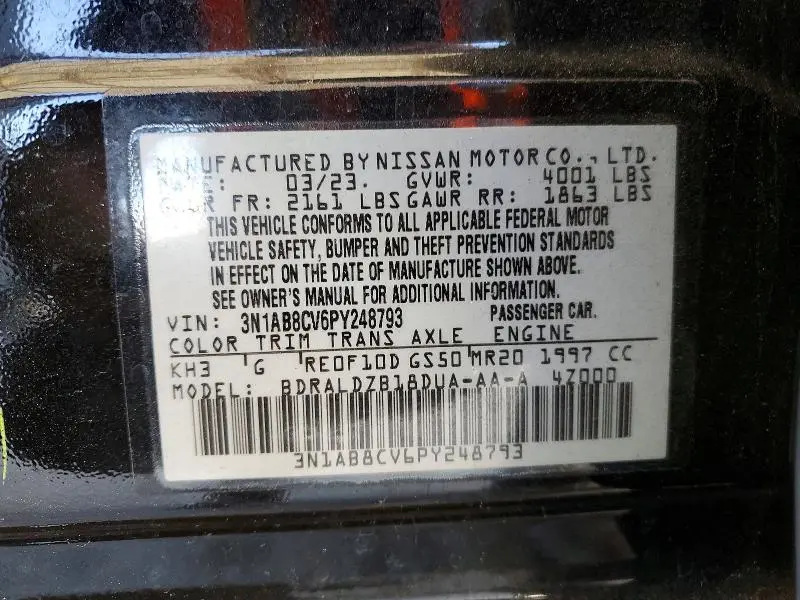 MANUFACTURED BY NISSAN MOTOR CO., LTD.
DATE: 03/23. GVWR: 4001 LBS
GAWR FR: 2161 LBS GAWR RR: 1863 LBS
THIS VEHICLE CONFORMS TO ALL APPLICABLE FEDERAL MOTOR
VEHICLE SAFETY, BUMPER AND THEFT PREVENTION STANDARDS
IN EFFECT ON THE DATE OF MANUFACTURE SHOWN ABOVE.
SEE OWNER'S MANUAL FOR ADDITIONAL INFORMATION.
VIN: 3N1AB8CV6PY248793 PASSENGER CAR.
COLOR TRIM TRANS AXLE ENGINE
KH3 G RE0F10D GS50 MR20 1997 CC
MODEL: BDRALDZB18DUA-AA-A 4Z000
3N1AB8CV6PY248793